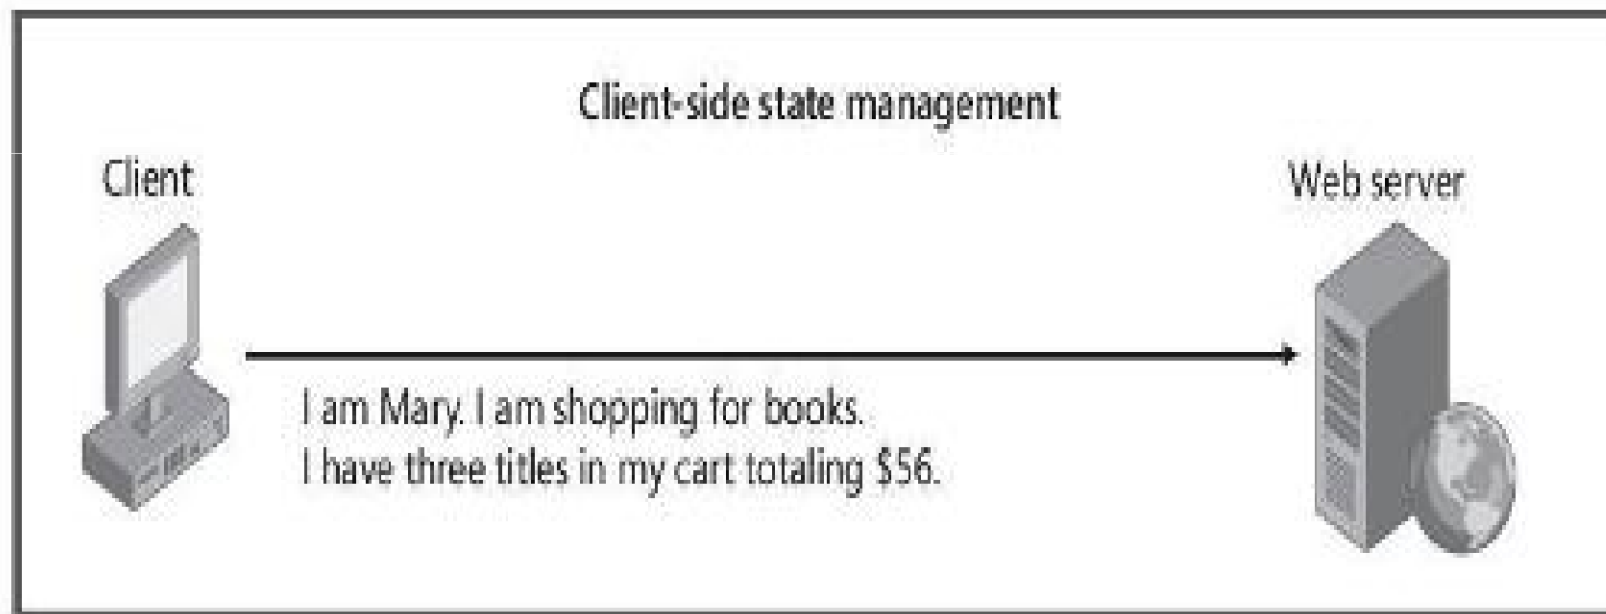 Client-side state management
Client
Web server
I am Mary. I am shopping for books.
I have three titles in my cart totaling $56.